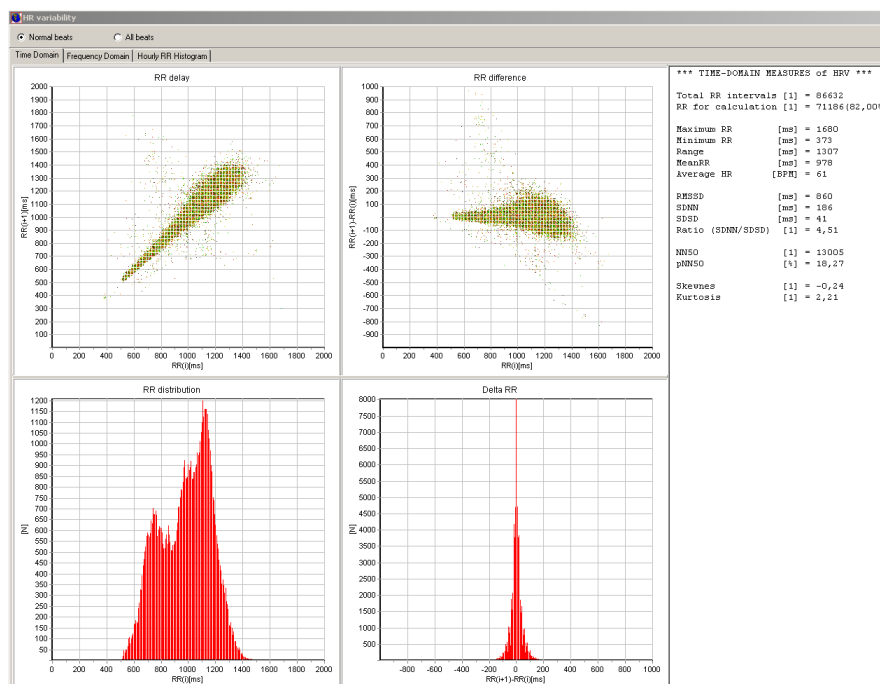 HR variability
Normal beats All beats
Time Domain Frequency Domain Hourly RR Histogram
RR delay
RR(i+1)[ms]
2000
1900
1800
1700
1600
1500
1400
1300
1200
1100
1000
900
800
700
600
500
400
300
200
100
0 200 400 600 800 1000 1200 1400 1600 1800 2000
RR(i)[ms]
RR difference
RR(i+1)-RR(i)[ms]
1000
900
800
700
600
500
400
300
200
100
0
-100
-200
-300
-400
-500
-600
-700
-800
-900
0 200 400 600 800 1000 1200 1400 1600 1800 2000
RR(i)[ms]
*** TIME-DOMAIN MEASURES of HRV ***
Total RR intervals [1] = 86632
RR for calculation [1] = 71186(82,00%
Maximum RR [ms] = 1680
Minimum RR [ms] = 373
Range [ms] = 1307
MeanRR [ms] = 978
Average HR [BPM] = 61
RMSSD [ms] = 860
SDNN [ms] = 186
SDSD [ms] = 41
Ratio (SDNN/SDSD) [1] = 4,51
NN50 [1] = 13005
pNN50 [%] = 18,27
Skewnes [1] = -0,24
Kurtosis [1] = 2,21
RR distribution
[N]
1200
1150
1100
1050
1000
950
900
850
800
750
700
650
600
550
500
450
400
350
300
250
200
150
100
50
0 200 400 600 800 1000 1200 1400 1600 1800 2000
RR(i)[ms]
Delta RR
[N]
8000
7500
7000
6500
6000
5500
5000
4500
4000
3500
3000
2500
2000
1500
1000
500
-800 -600 -400 -200 0 200 400 600 800 1000
RR(i+1)-RR(i)[ms]